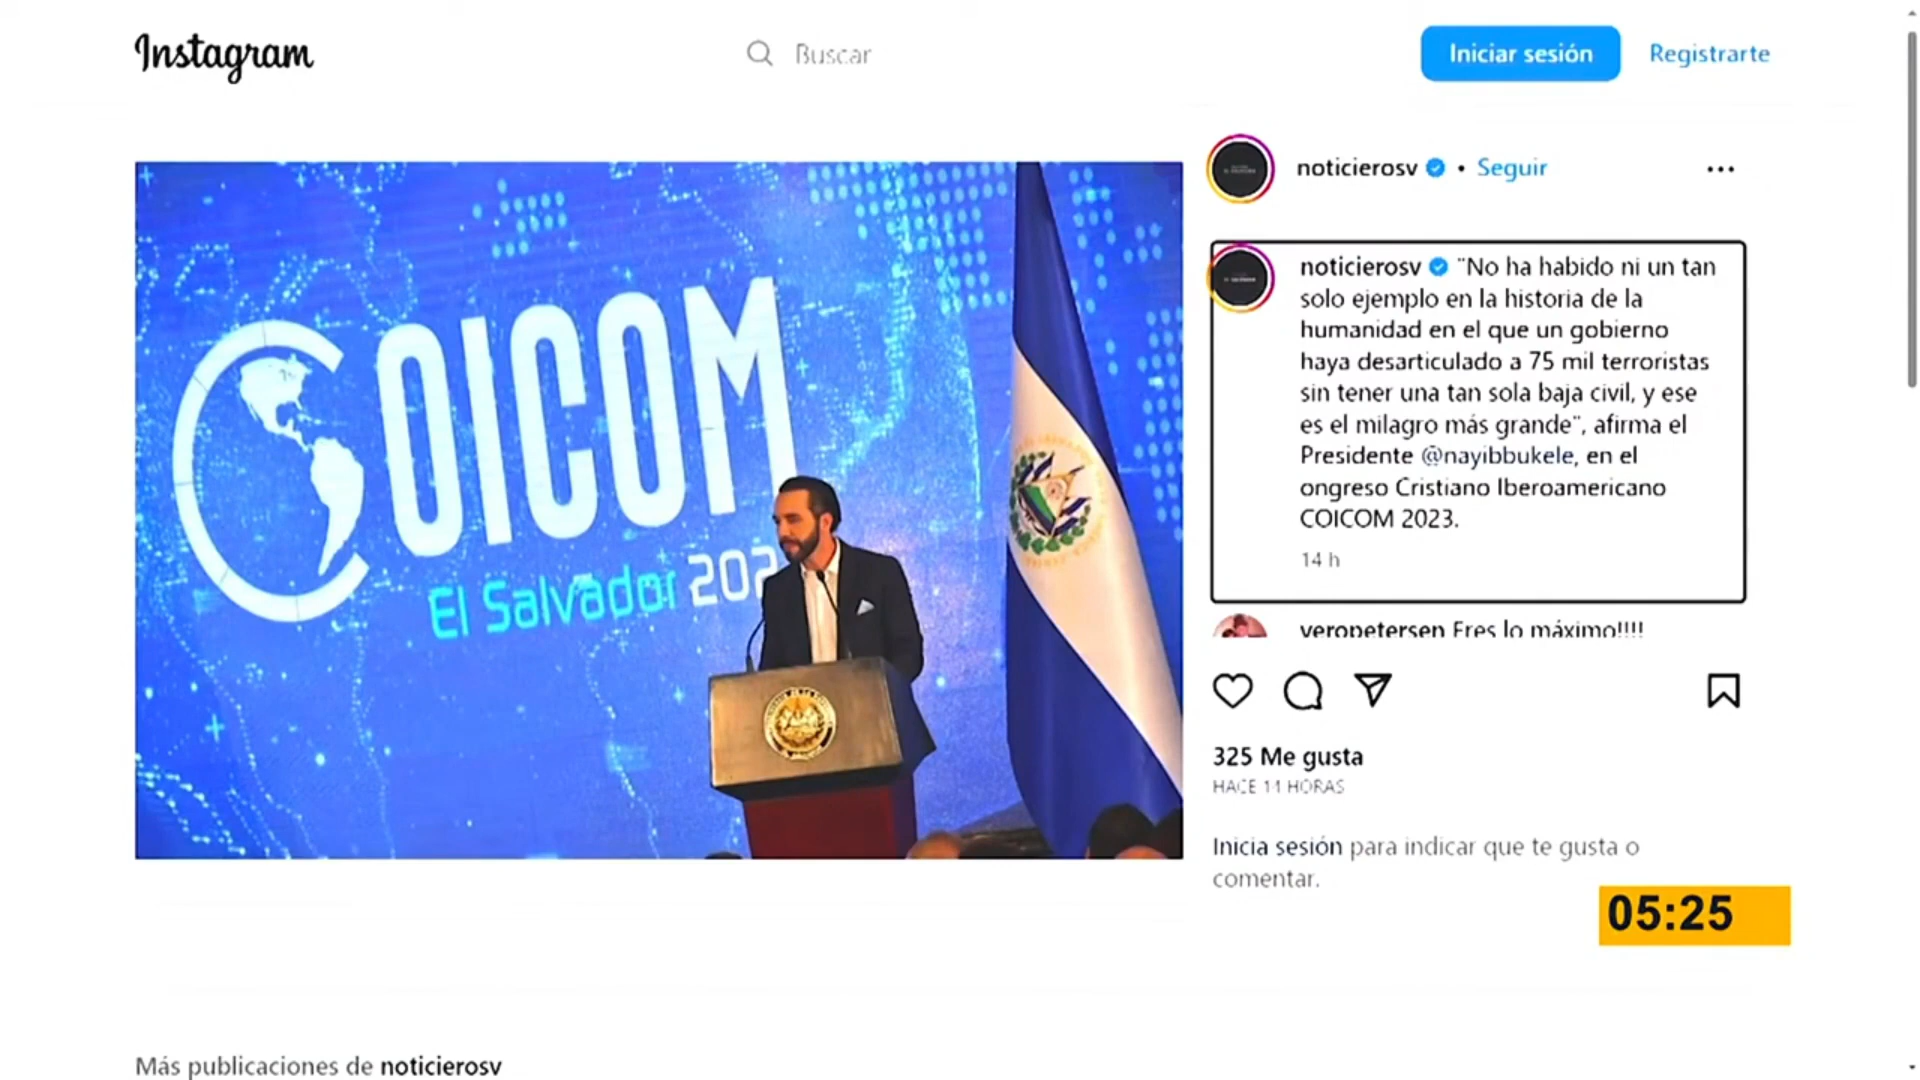 Instagram
Buscar
Iniciar sesión
Registrarte
COICOM
El Salvador 202
noticierosv • Seguir
noticierosv "No ha habido ni un tan
solo ejemplo en la historia de la
humanidad en el que un gobierno
haya desarticulado a 75 mil terroristas
sin tener una tan sola baja civil, y ese
es el milagro más grande", afirma el
Presidente @nayibbukele, en el
ongreso Cristiano Iberoamericano
COICOM 2023.
14 h
veropetersen Eres lo máximo!!!!
325 Me gusta
HACE 14 HORAS
Inicia sesión para indicar que te gusta o
comentar.
05:25
Más publicaciones de noticierosv